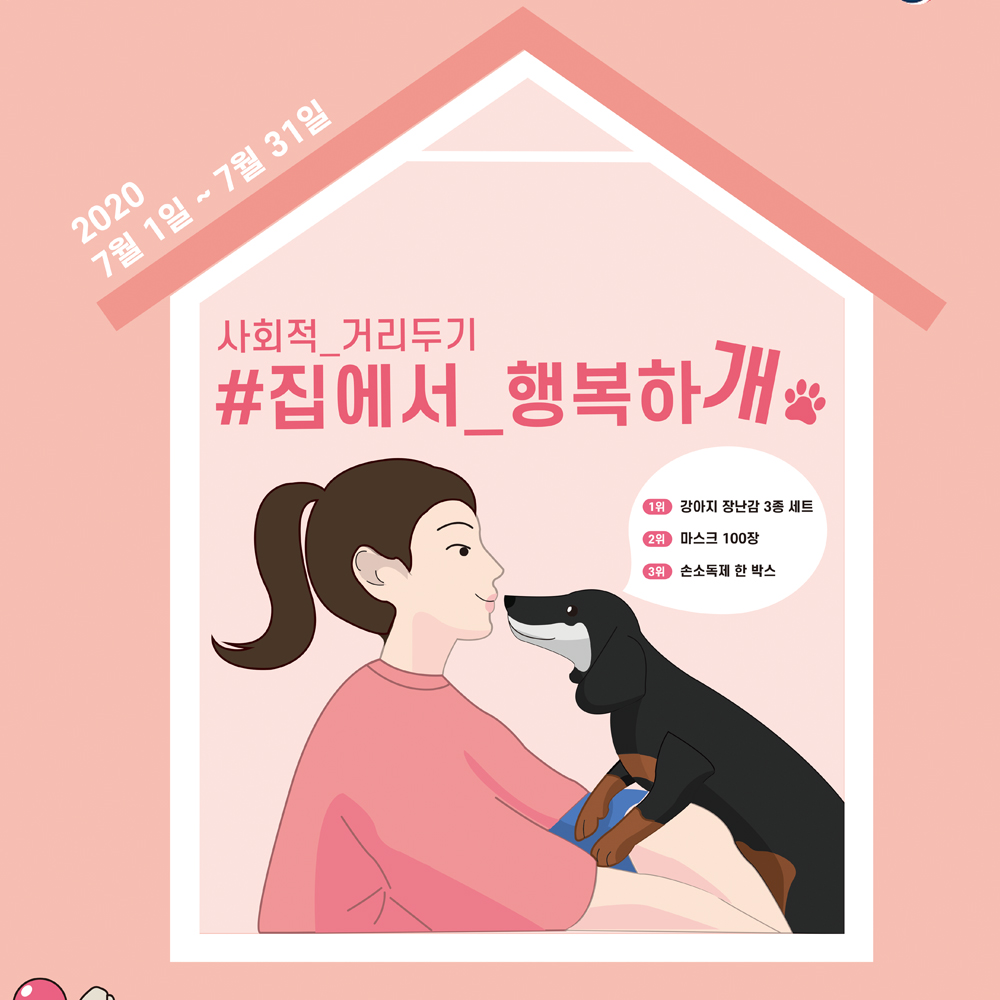 2020
7월 1일 ~ 7월 31일
사회적_거리두기
#집에서_행복하개
1위 강아지 장난감 3종 세트
2위 마스크 100장
3위 손소독제 한 박스